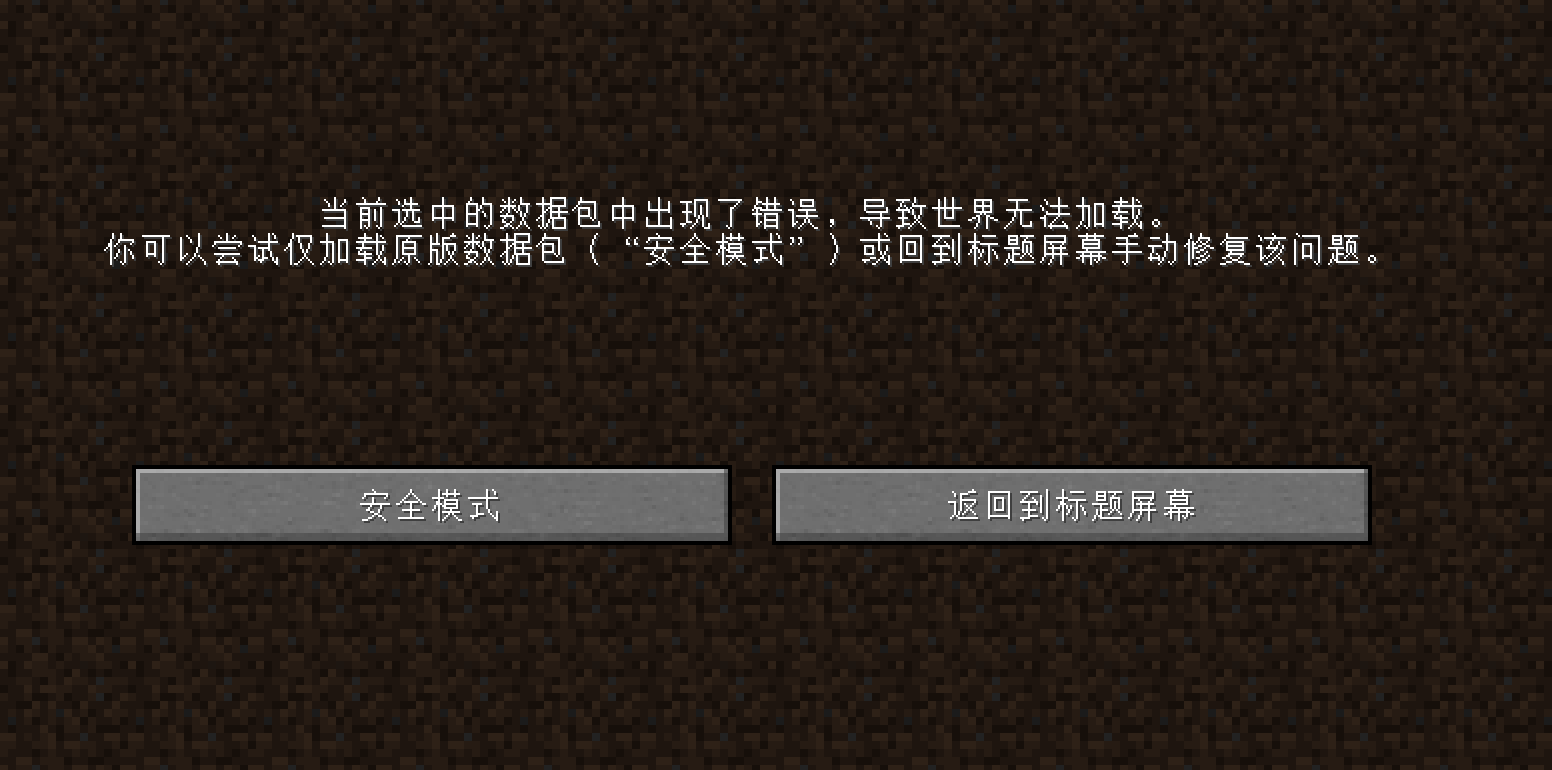 当前选中的数据包中出现了错误，导致世界无法加载。
你可以尝试仅加载原版数据包（“安全模式”）或回到标题屏幕手动修复该问题。
安全模式
返回到标题屏幕